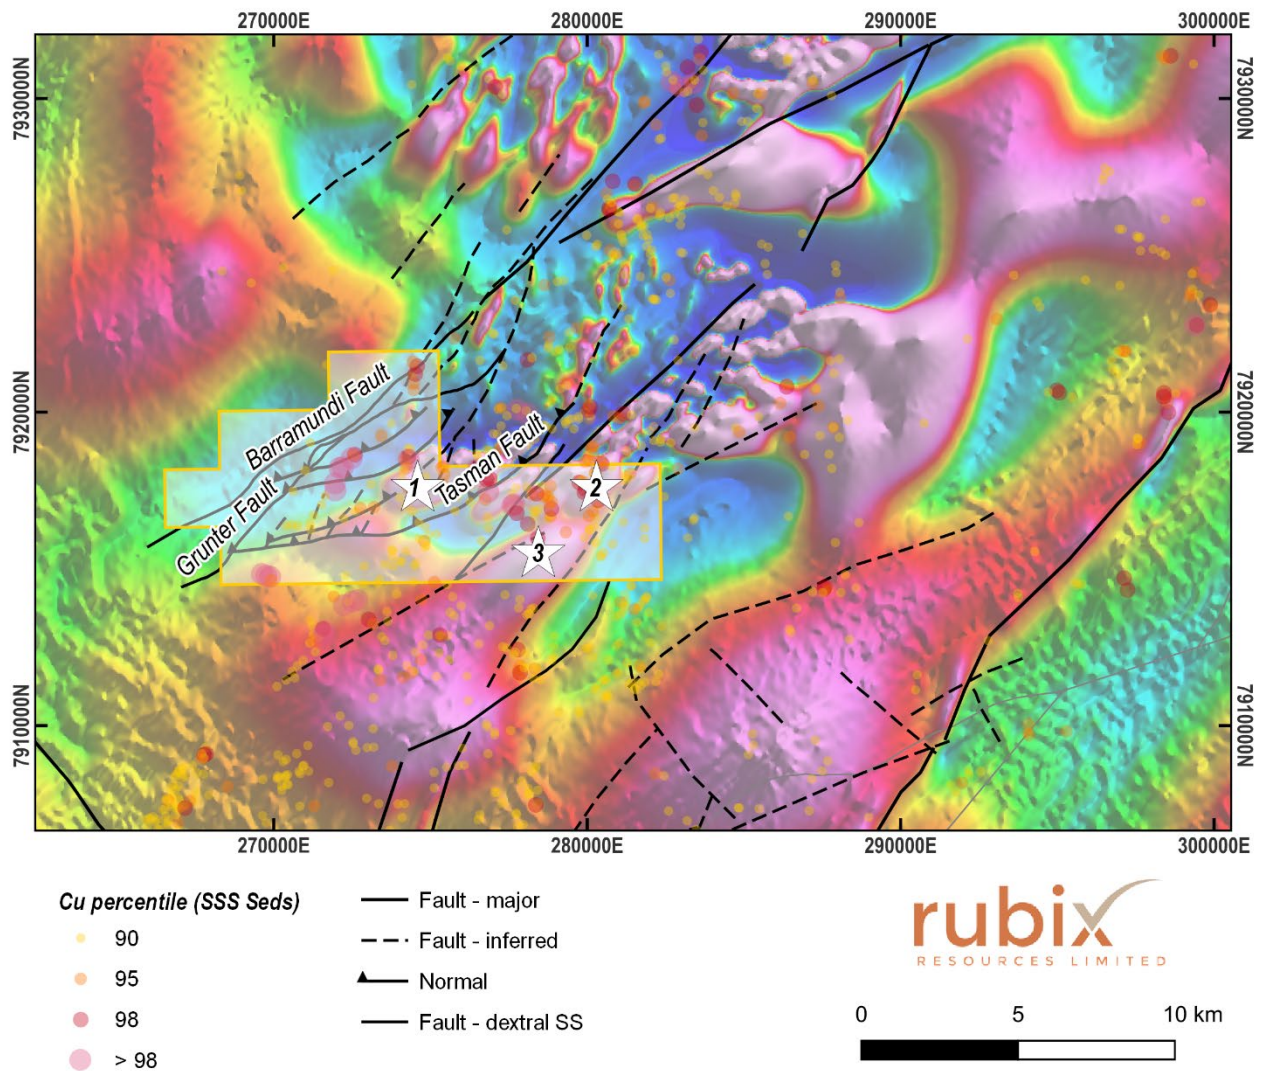 270000E 280000E 290000E 300000E
7930000N 7930000N
7920000N 7920000N
7910000N 7910000N
Barramundi Fault
Grunter Fault
Tasman Fault
1
2
3
270000E 280000E 290000E 300000E
Cu percentile (SSS Seds)
90
95
98
> 98
Fault - major
Fault - inferred
Normal
Fault - dextral SS
rubix
RESOURCES LIMITED
0 5 10 km